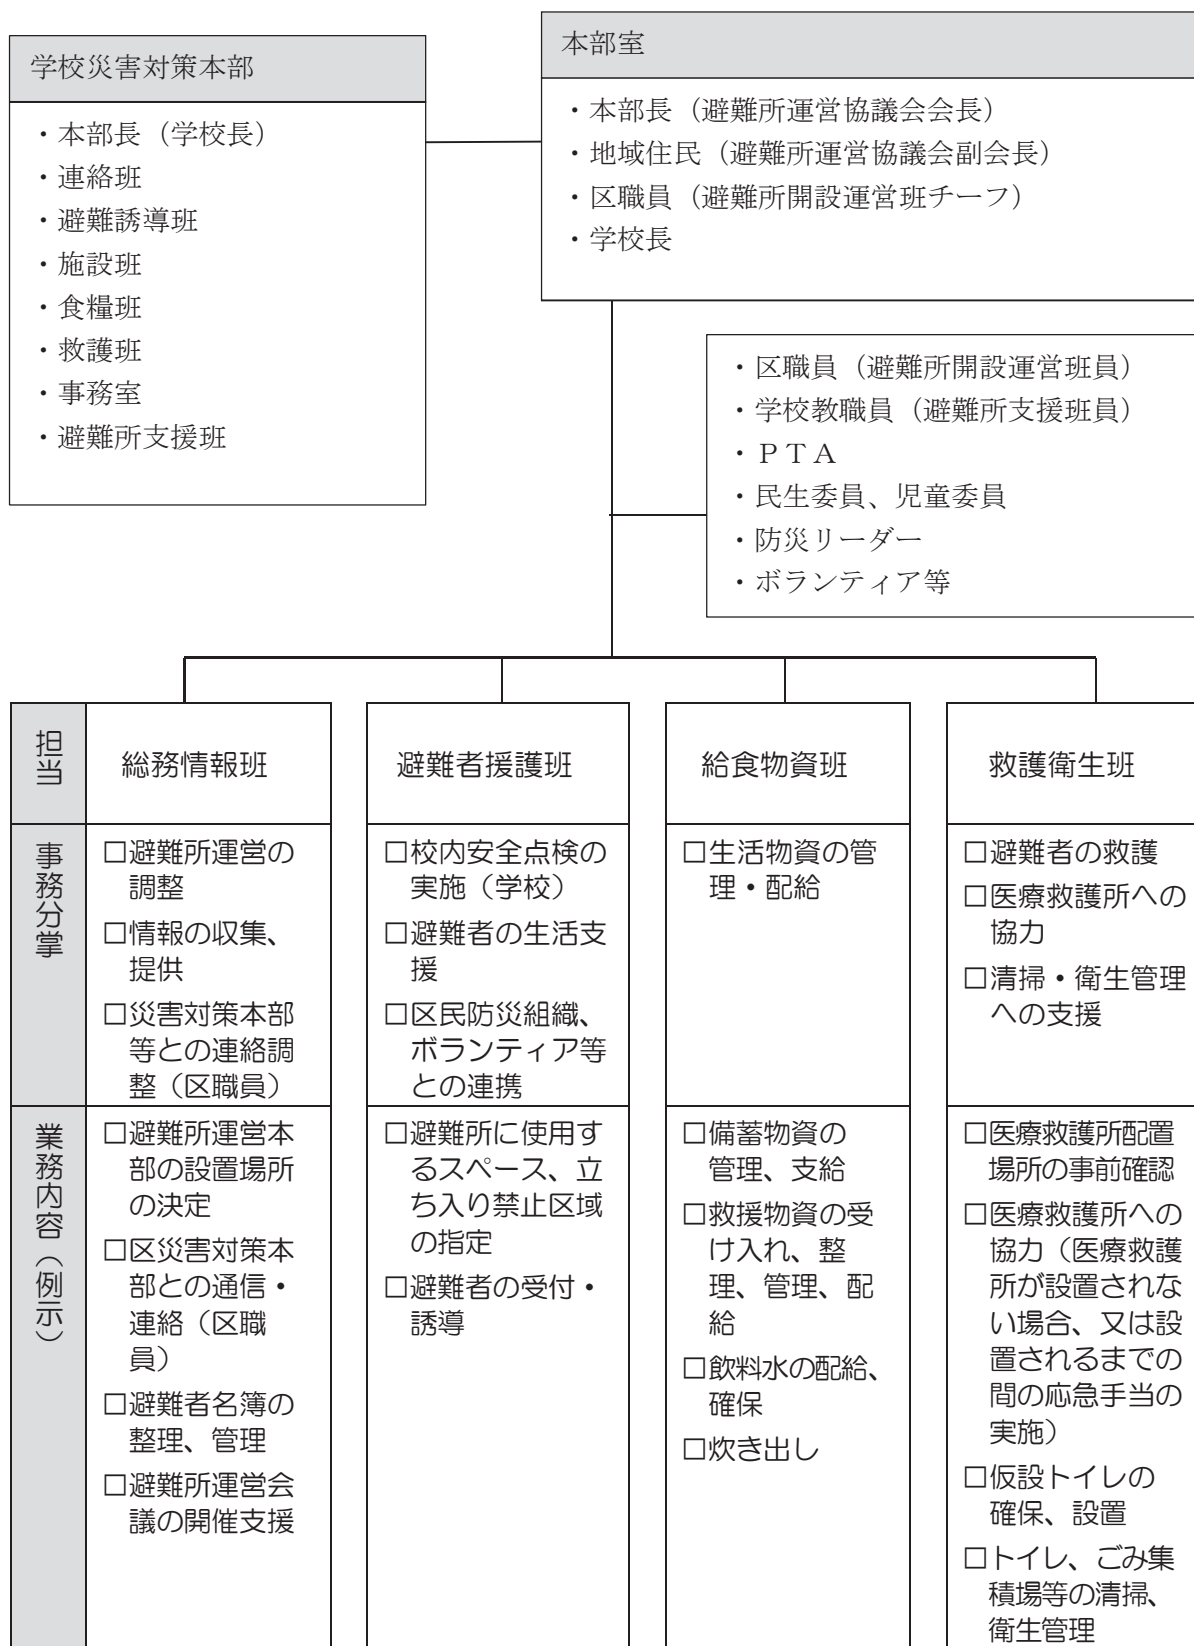 学校災害対策本部
・本部長（学校長）
・連絡班
・避難誘導班
・施設班
・食糧班
・救護班
・事務室
・避難所支援班
本部室
・本部長（避難所運営協議会会長）
・地域住民（避難所運営協議会副会長）
・区職員（避難所開設運営班チーフ）
・学校長
・区職員（避難所開設運営班員）
・学校教職員（避難所支援班員）
・ＰＴＡ
・民生委員、児童委員
・防災リーダー
・ボランティア等
担当
総務情報班
避難者援護班
給食物資班
救護衛生班
事務分掌
□避難所運営の
調整
□情報の収集、
提供
□災害対策本部
等との連絡調
整（区職員）
□校内安全点検の
実施（学校）
□避難者の生活支
援
□区民防災組織、
ボランティア等
との連携
□生活物資の管
理・配給
□避難者の救護
□医療救護所への
協力
□清掃・衛生管理
への支援
業務内容（例示）
□避難所運営本
部の設置場所
の決定
□区災害対策本
部との通信・
連絡（区職
員）
□避難者名簿の
整理、管理
□避難所運営会
議の開催支援
□避難所に使用す
るスペース、立
ち入り禁止区域
の指定
□避難者の受付・
誘導
□備蓄物資の
管理、支給
□救援物資の受
け入れ、整
理、管理、配
給
□飲料水の配給、
確保
□炊き出し
□医療救護所配置
場所の事前確認
□医療救護所への
協力（医療救護
所が設置されな
い場合、又は設
置されるまでの
間の応急手当の
実施）
□仮設トイレの
確保、設置
□トイレ、ごみ集
積場等の清掃、
衛生管理